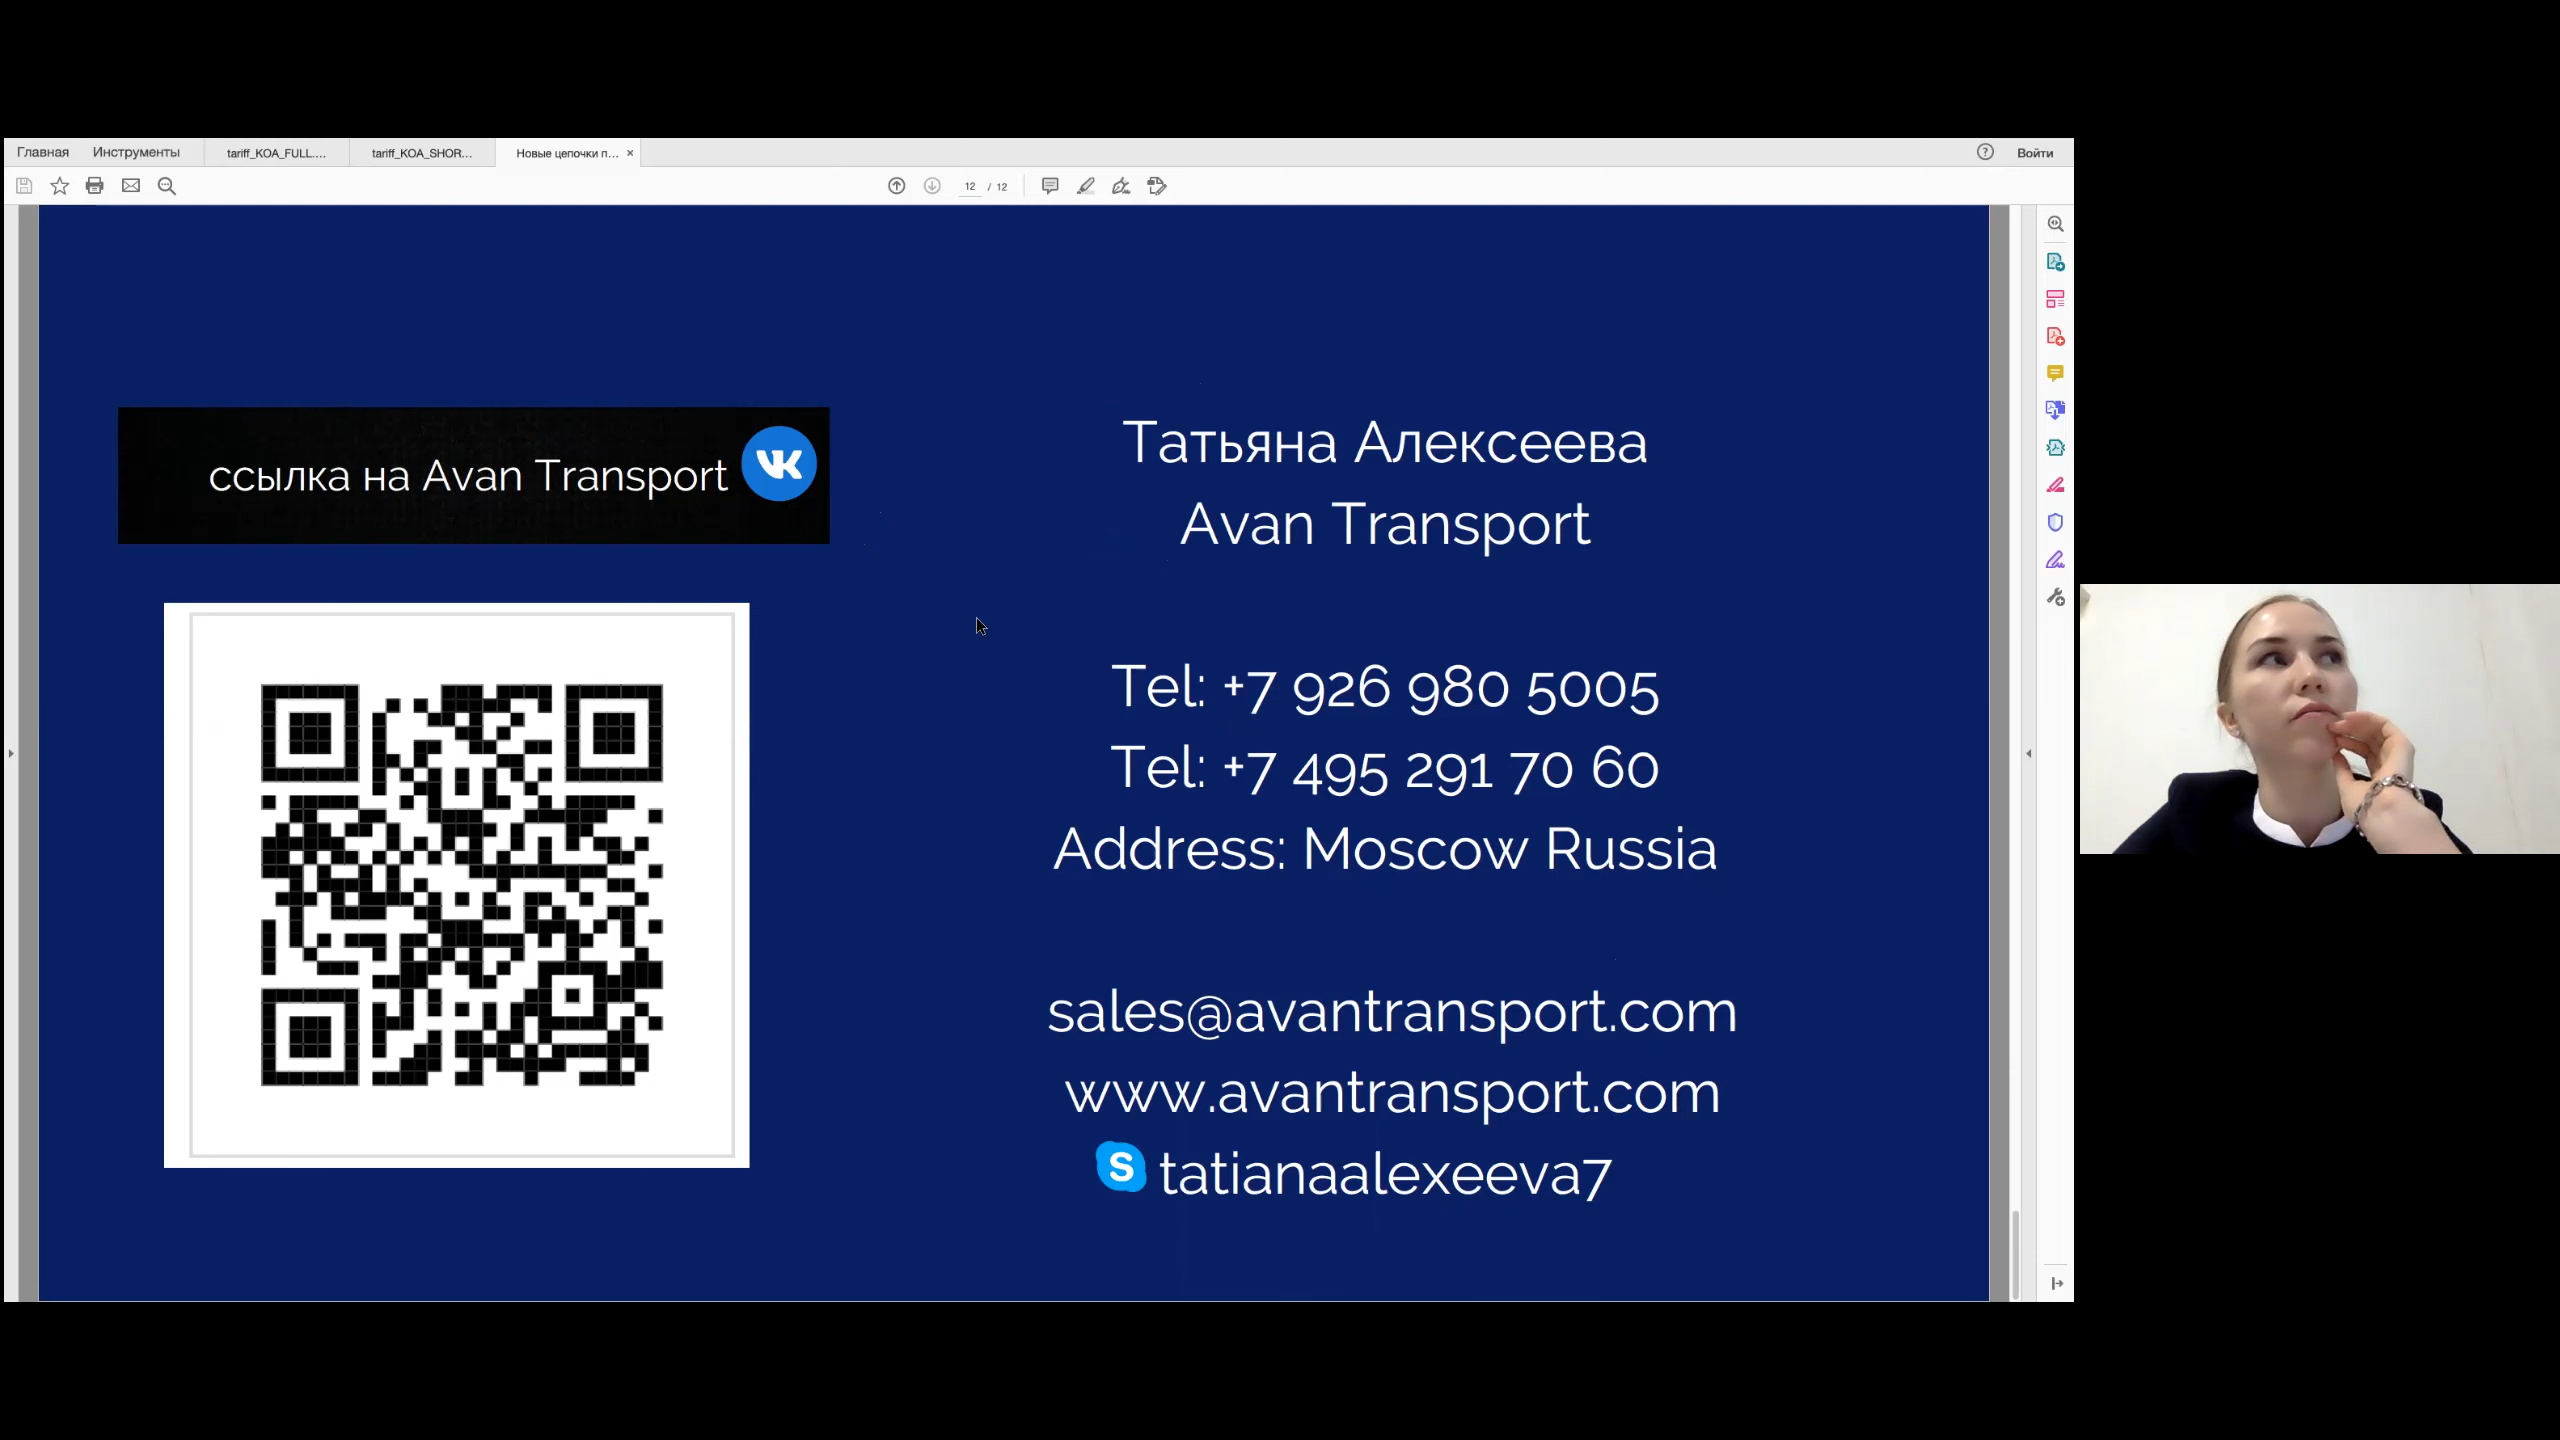 Главная Инструменты tariff_KOA_FULL.... tariff_KOA_SHOR... Новые цепочки п... × ? Войти
12 / 12
ссылка на Avan Transport
Татьяна Алексеева
Avan Transport
Tel: +7 926 980 5005
Tel: +7 495 291 70 60
Address: Moscow Russia
sales@avantransport.com
www.avantransport.com
tatianaalexeeva7